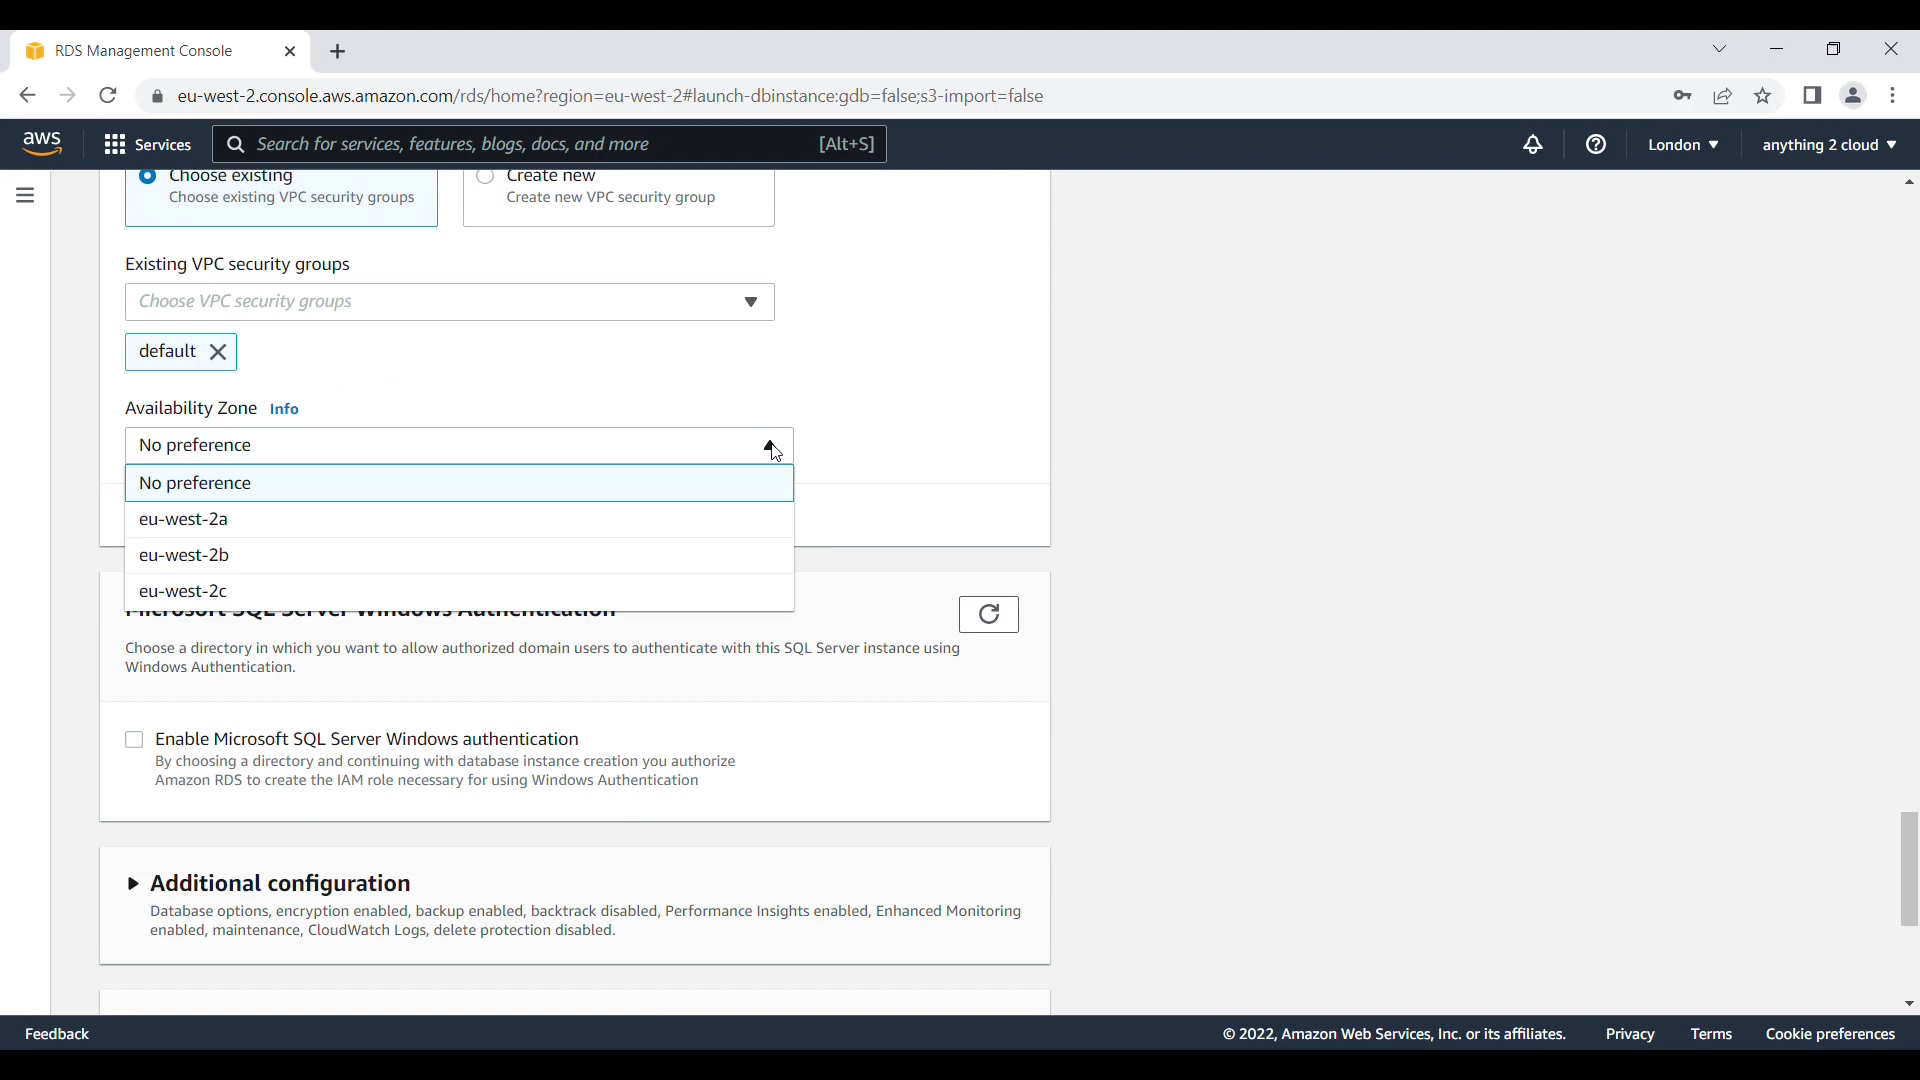 RDS Management Console
eu-west-2.console.aws.amazon.com/rds/home?region=eu-west-2#launch-dbinstance:gdb=false;s3-import=false
aws
Services
Search for services, features, blogs, docs, and more
[Alt+S]
London
anything 2 cloud
Choose existing
Choose existing VPC security groups
Create new
Create new VPC security group
Existing VPC security groups
Choose VPC security groups
default
Availability Zone Info
No preference
No preference
eu-west-2a
eu-west-2b
eu-west-2c
Microsoft SQL Server Windows Authentication
Choose a directory in which you want to allow authorized domain users to authenticate with this SQL Server instance using
Windows Authentication.
Enable Microsoft SQL Server Windows authentication
By choosing a directory and continuing with database instance creation you authorize
Amazon RDS to create the IAM role necessary for using Windows Authentication
Additional configuration
Database options, encryption enabled, backup enabled, backtrack disabled, Performance Insights enabled, Enhanced Monitoring
enabled, maintenance, CloudWatch Logs, delete protection disabled.
Feedback
© 2022, Amazon Web Services, Inc. or its affiliates.
Privacy
Terms
Cookie preferences